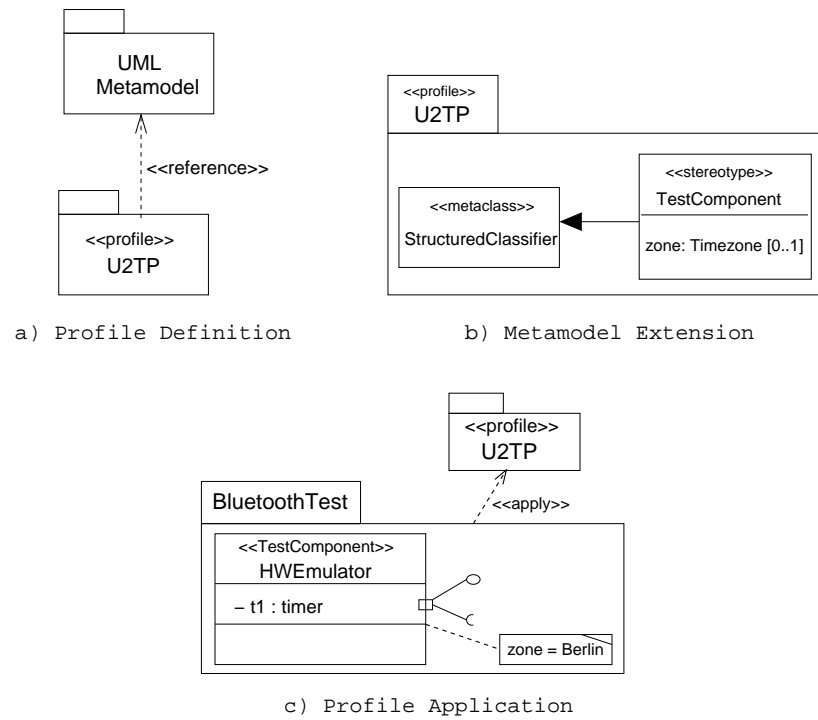 UML
Metamodel
<<reference>>
<<profile>>
U2TP
a) Profile Definition
<<profile>>
U2TP
<<metaclass>>
StructuredClassifier
<<stereotype>>
TestComponent
zone: Timezone [0..1]
b) Metamodel Extension
<<profile>>
U2TP
<<apply>>
BluetoothTest
<<TestComponent>>
HWEmulator
– t1 : timer
zone = Berlin
c) Profile Application